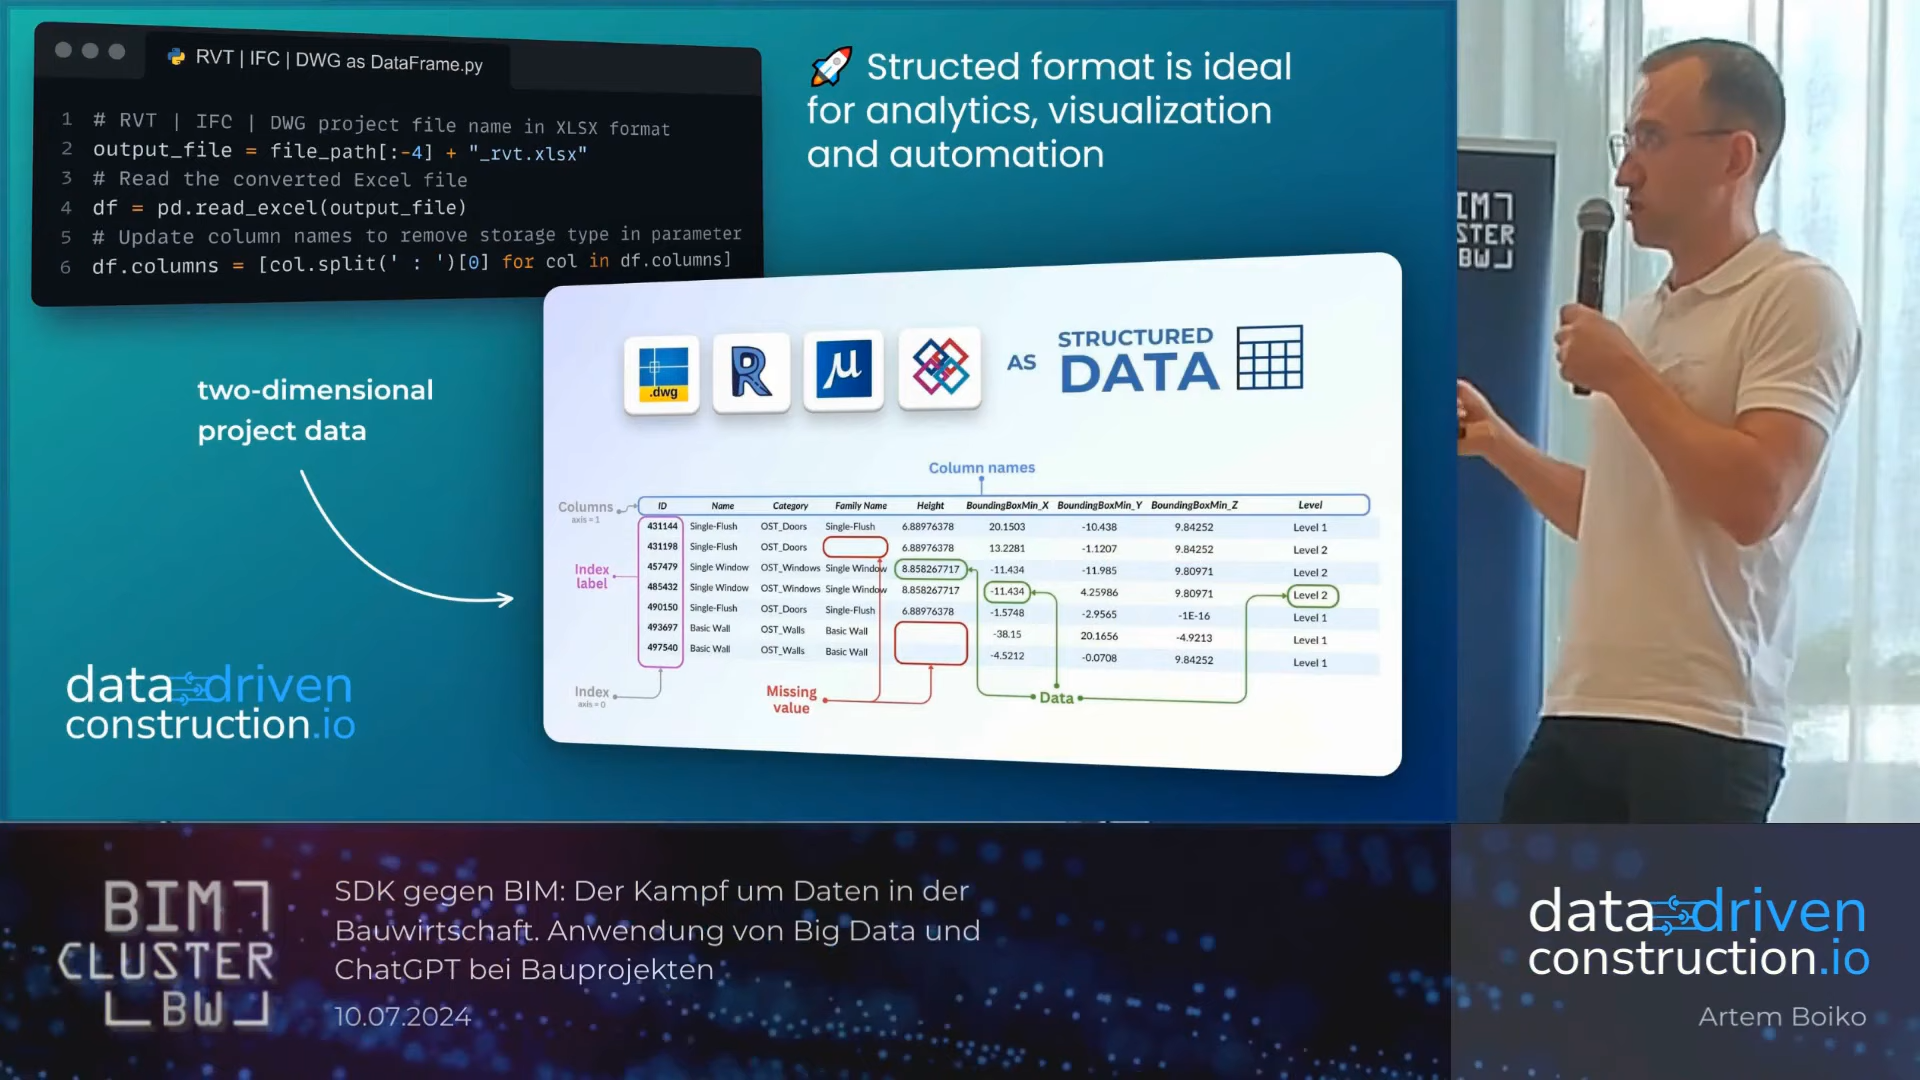 RVT | IFC | DWG as DataFrame.py
1 # RVT | IFC | DWG project file name in XLSX format
2 output_file = file_path[:-4] + "_rvt.xlsx"
3 # Read the converted Excel file
4 df = pd.read_excel(output_file)
5 # Update column names to remove storage type in parameter
6 df.columns = [col.split(' : ')[0] for col in df.columns]
🚀 Structed format is ideal
for analytics, visualization
and automation
two-dimensional
project data
.dwg
R
µ
AS
STRUCTURED
DATA
Column names
Columns
axis = 1
ID Name Category Family Name Height BoundingBoxMin_X BoundingBoxMin_Y BoundingBoxMin_Z Level
431144 Single-Flush OST_Doors Single-Flush 6.88976378 20.1503 -10.438 9.84252 Level 1
431198 Single-Flush OST_Doors 6.88976378 13.2281 -1.1207 9.84252 Level 2
457479 Single Window OST_Windows Single Window 8.858267717 -11.434 -11.985 9.80971 Level 2
485432 Single Window OST_Windows Single Window 8.858267717 -11.434 4.25986 9.80971 Level 2
490150 Single-Flush OST_Doors Single-Flush 6.88976378 -1.5748 -2.9565 -1E-16 Level 1
493697 Basic Wall OST_Walls Basic Wall -38.15 20.1656 -4.9213 Level 1
497540 Basic Wall OST_Walls Basic Wall -4.5212 -0.0708 9.84252 Level 1
Index
label
Index
axis = 0
Missing
value
Data
data driven
construction.io
IM
STER
BW
BIM
CLUSTER
BW
SDK gegen BIM: Der Kampf um Daten in der
Bauwirtschaft. Anwendung von Big Data und
ChatGPT bei Bauprojekten
10.07.2024
data driven
construction.io
Artem Boiko